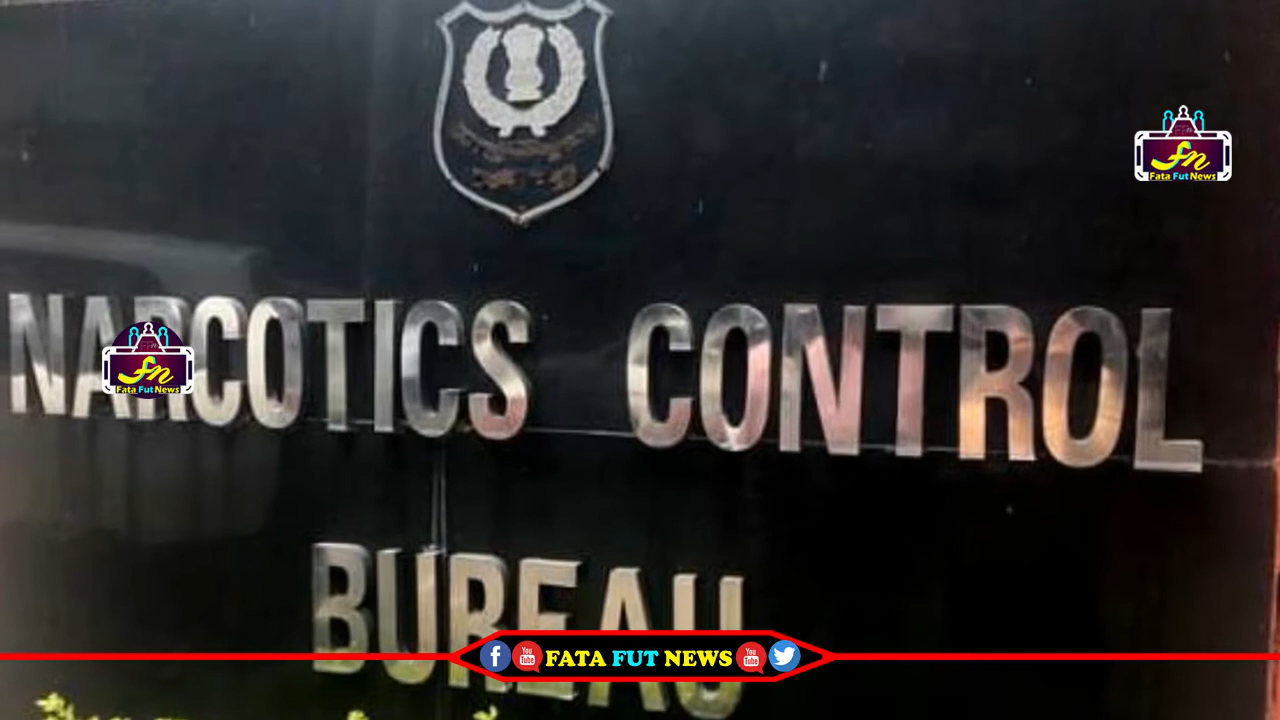 Fata Fut News
NARCOTICS CONTROL
Fata Fut News
BUREAU
FATA FUT NEWS